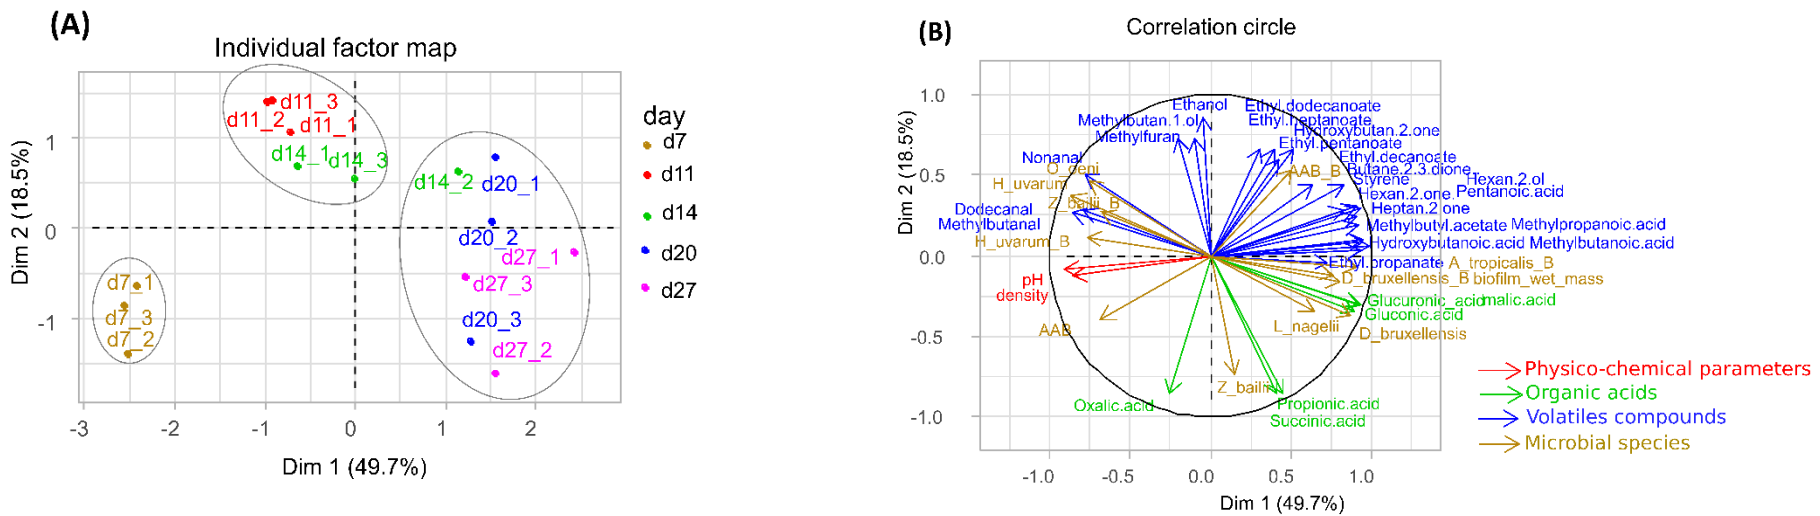 (A)
Individual factor map
Dim 2 (18.5%)
1
0
-1
d11_3
d11_2
d11_1
d14_1
d14_3
d14_2
d20_1
d20_2
d27_1
d27_3
d20_3
d27_2
d7_1
d7_3
d7_2
-3
-2
-1
0
1
2
Dim 1 (49.7%)
day
d7
d11
d14
d20
d27
(B)
Correlation circle
Dim 2 (18.5%)
1.0
0.5
0.0
-0.5
-1.0
Ethanol
Ethyl.dodecanoate
Methylbutan.1.ol
Ethyl.heptanoate
Methylfuran
Hydroxybutan.2.one
Ethyl.pentanoate
Nonanal
Ethyl.decanoate
O_oeni
AAB_B
Butane.2.3.dione
H_uvarum
Styrene
Hexan.2.ol
Z_bailii_B
Hexan.2.one
Pentanoic.acid
Dodecanal
Heptan.2.one
Methylbutanal
Methylbutyl.acetate
Methylpropanoic.acid
H_uvarum_B
Hydroxybutanoic.acid
Methylbutanoic.acid
Ethyl.propanate
A_tropicalis_B
pH
D_bruxellensis_B
biofilm_wet_mass
density
Glucuronic_acid
malic.acid
Gluconic.acid
AAB
L_nagelii
D_bruxellensis
Z_bailii
Oxalic.acid
Propionic.acid
Succinic.acid
-1.0
-0.5
0.0
0.5
1.0
Dim 1 (49.7%)
Physico-chemical parameters
Organic acids
Volatiles compounds
Microbial species